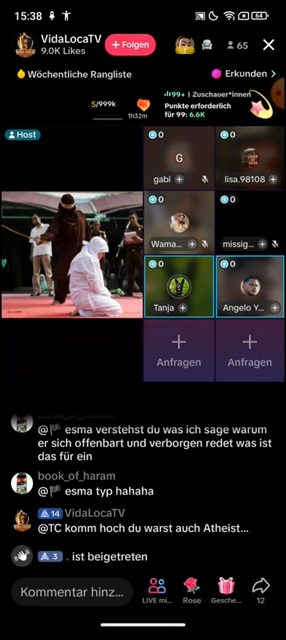 15:38
64
VidaLocaTV
9.0K Likes
+ Folgen
65
Wöchentliche Rangliste
Erkunden >
5/999k
1h32m
99+ | Zuschauer*innen
Punkte erforderlich
für 99: 6.6K
Host
0
0
G
gabi
lisa.98108
0
0
Wama...
missig...
0
0
Tanja
Angelo Y...
Anfragen
Anfragen
book_of_haram
@🏴 esma verstehst du was ich sage warum
er sich offenbart und verborgen redet was ist
das für ein
book_of_haram
@🏴 esma typ hahaha
14 VidaLocaTV
@TC komm hoch du warst auch Atheist...
3 . ist beigetreten
Kommentar hinz...
LIVE mi...
Rose
Gesche...
12